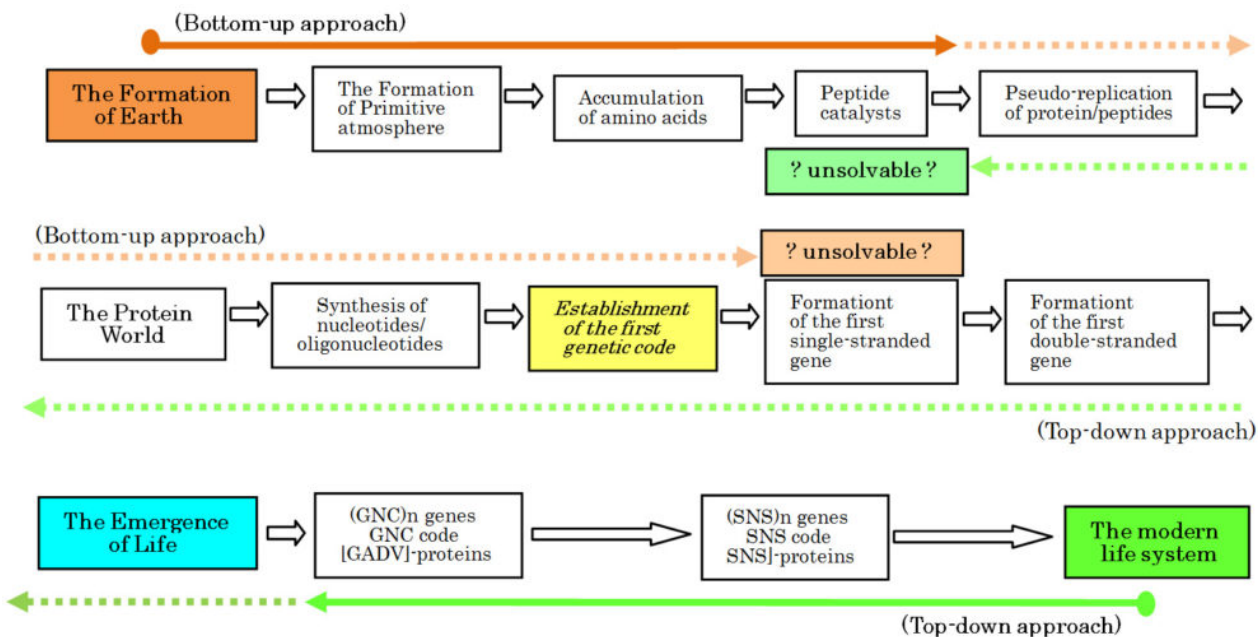 (Bottom-up approach)
The Formation
of Earth
The Formation
of Primitive
atmosphere
Accumulation
of amino acids
Peptide
catalysts
Pseudo-replication
of protein/peptides
? unsolvable ?
(Bottom-up approach)
? unsolvable ?
The Protein
World
Synthesis of
nucleotides/
oligonucleotides
Establishment
of the first
genetic code
Formationt
of the first
single-stranded
gene
Formationt
of the first
double-stranded
gene
(Top-down approach)
The Emergence
of Life
(GNC)n genes
GNC code
[GADV]-proteins
(SNS)n genes
SNS code
SNS]-proteins
The modern
life system
(Top-down approach)